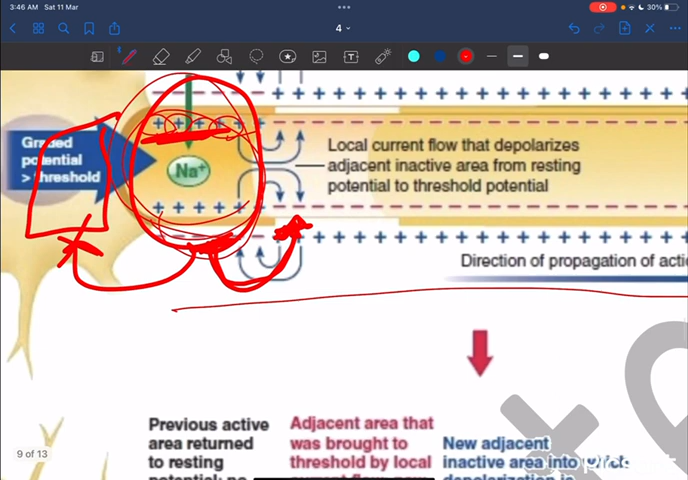 3:46 AM Sat 11 Mar
30%
4
Graded
potential
> threshold
Na+
Local current flow that depolarizes
adjacent inactive area from resting
potential to threshold potential
Direction of propagation of
Previous active
area returned
to resting
Adjacent area that
was brought to
threshold by local
New adjacent
inactive area into
9 of 13